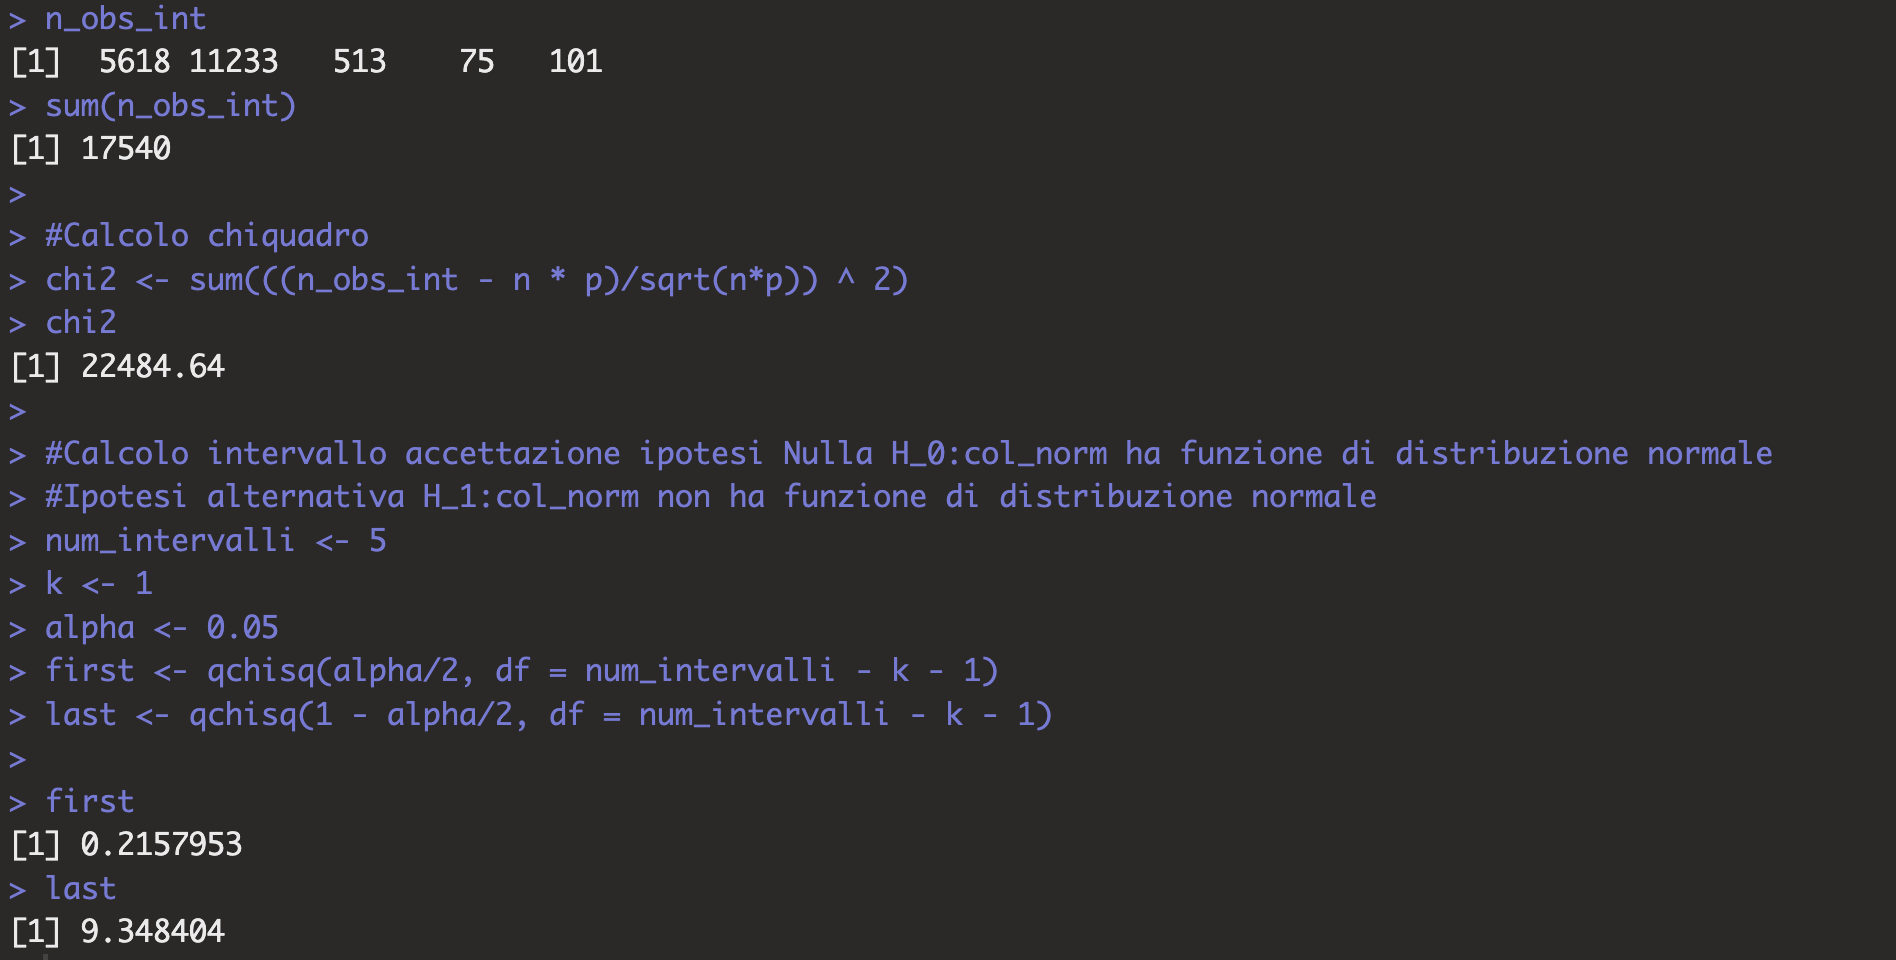 > n_obs_int
[1]  5618 11233   513    75   101
> sum(n_obs_int)
[1] 17540
>
> #Calcolo chiquadro
> chi2 <- sum(((n_obs_int - n * p)/sqrt(n*p)) ^ 2)
> chi2
[1] 22484.64
>
> #Calcolo intervallo accettazione ipotesi Nulla H_0:col_norm ha funzione di distribuzione normale
> #Ipotesi alternativa H_1:col_norm non ha funzione di distribuzione normale
> num_intervalli <- 5
> k <- 1
> alpha <- 0.05
> first <- qchisq(alpha/2, df = num_intervalli - k - 1)
> last <- qchisq(1 - alpha/2, df = num_intervalli - k - 1)
>
> first
[1] 0.2157953
> last
[1] 9.348404